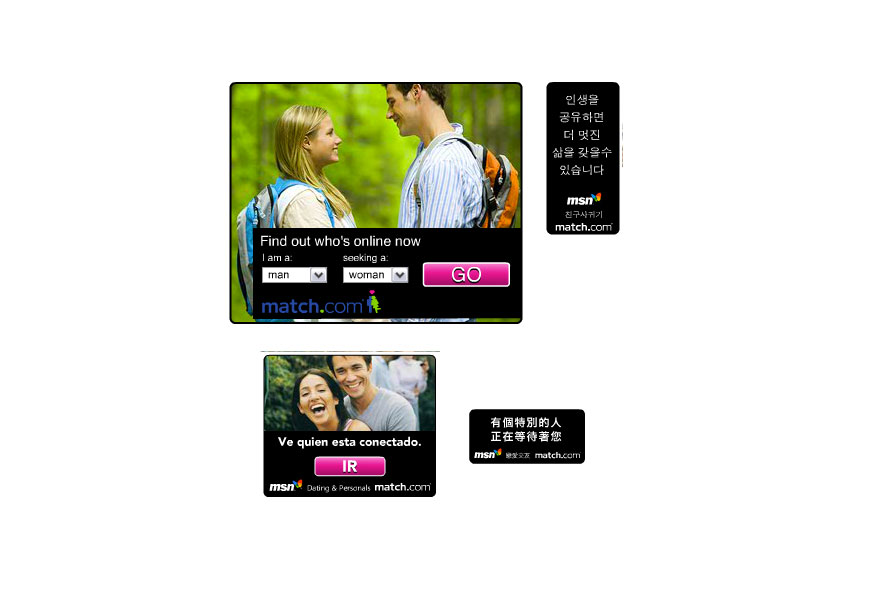 Find out who's online now
I am a:
seeking a:
man
woman
GO
match.com
인생을
공유하면
더 멋진
삶을 갖을수
있습니다
msn
친구사귀기
match.com
Ve quien esta conectado.
IR
msn Dating & Personals match.com
有個特別的人
正在等待著您
msn 戀愛交友 match.com